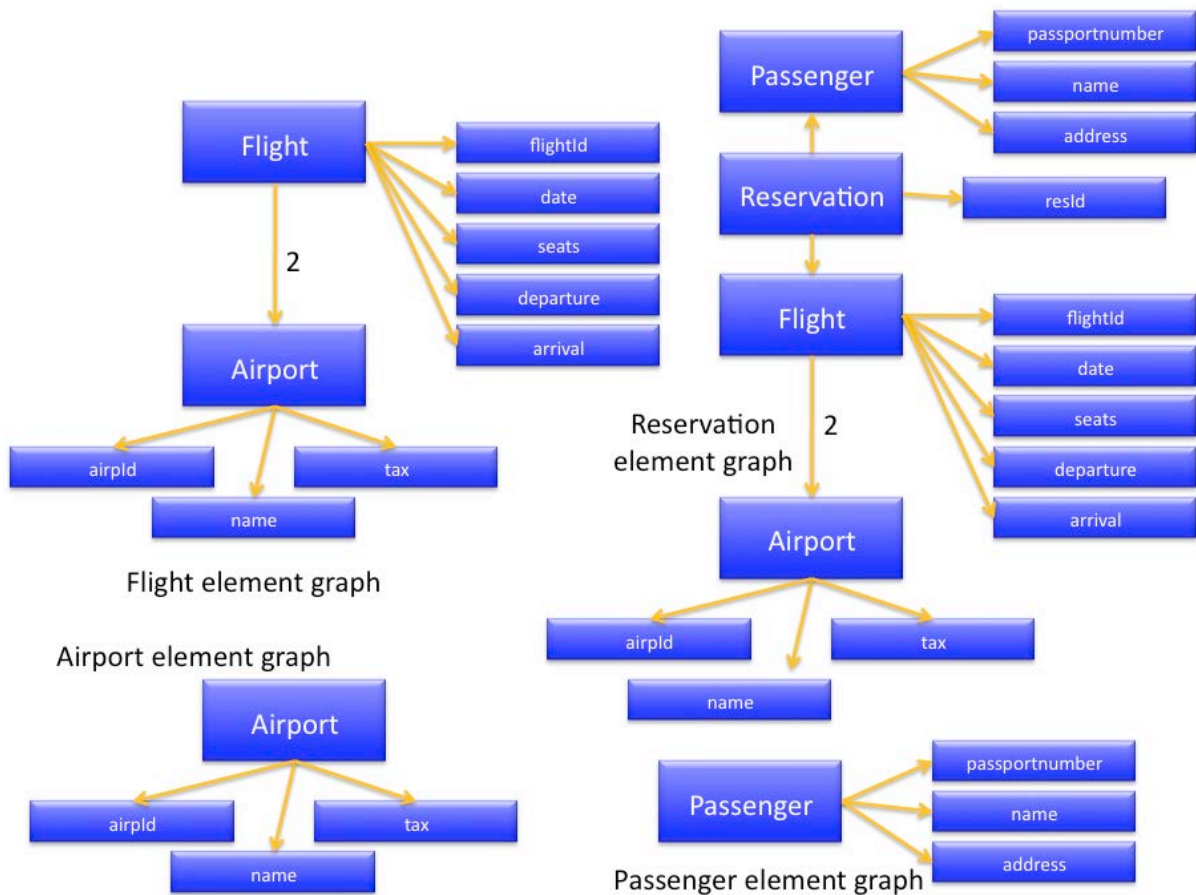 Flight
flightId
date
seats
departure
arrival
2
Airport
airpId
tax
name
Flight element graph
Passenger
passportnumber
name
address
Reservation
resId
Flight
flightId
date
seats
departure
arrival
Reservation
element graph
2
Airport
airpId
tax
name
Airport element graph
Airport
airpId
tax
name
Passenger
passportnumber
name
address
Passenger element graph